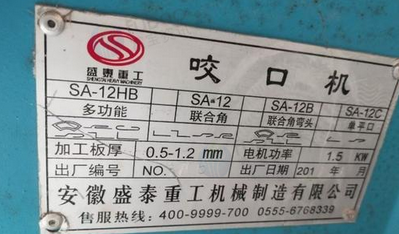 盛泰重工 咬口机
SHENGTAI HEAVY MACHINERY
SA-12HB SA*12 SA-12B SA-12C
多功能 联合角 联合角弯头 单平口
加工板厚 0.5-1.2 mm 电机功率 1.5 KW
出厂编号 NO. 出厂日期 201 年 月
安徽盛泰重工机械制造有限公司
售服热线: 400-9999-700 0555-6768339